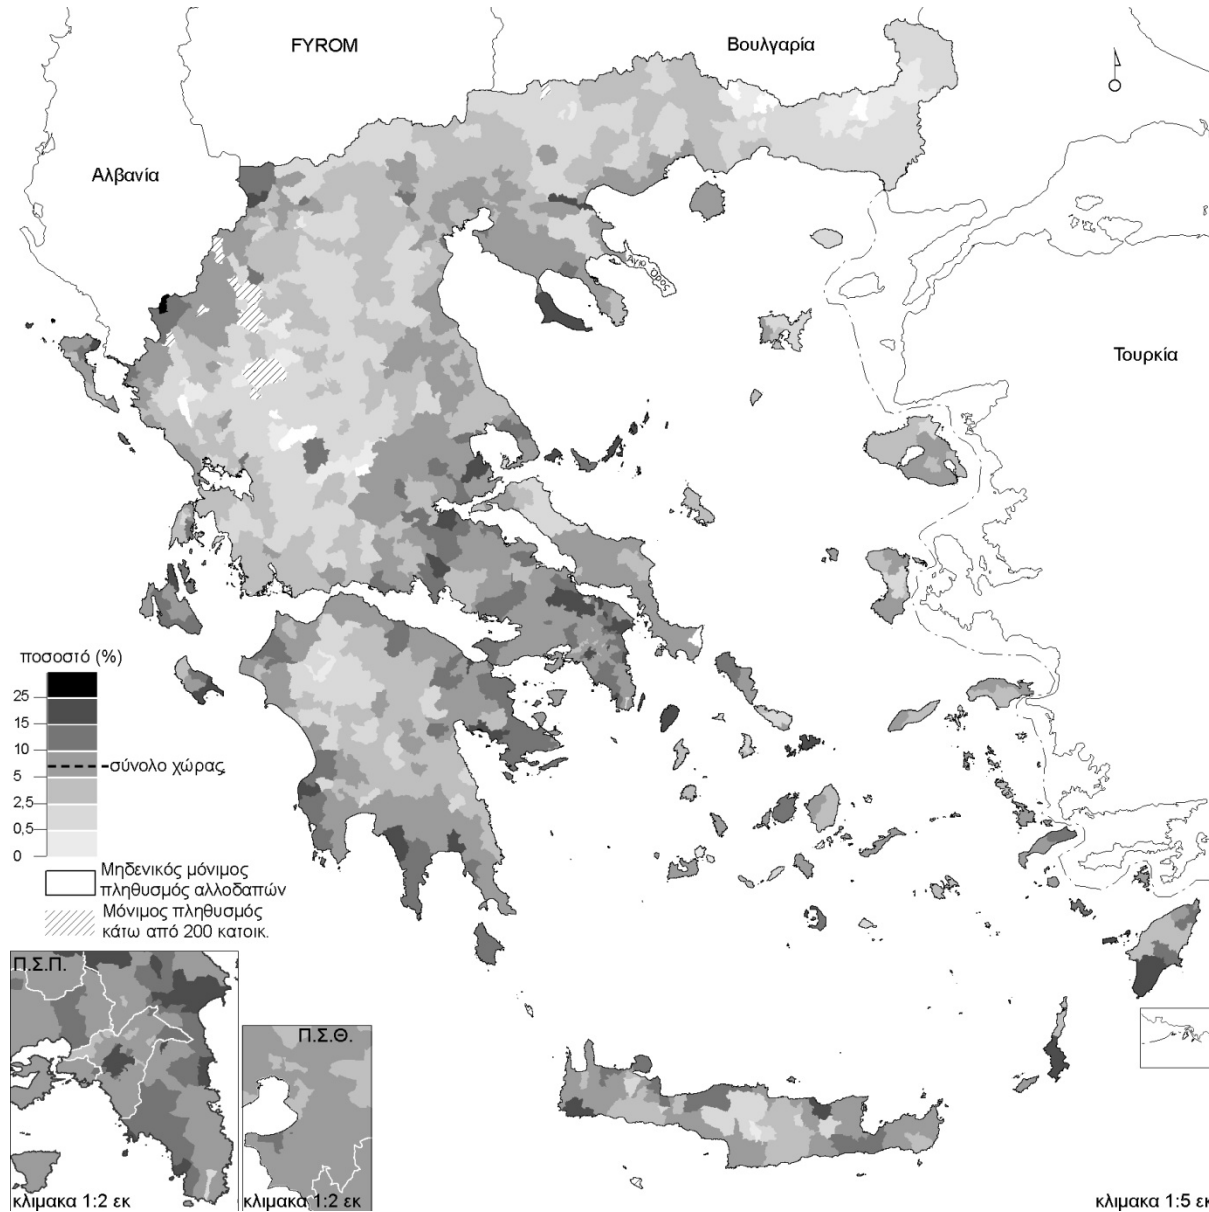 FYROM
Βουλγαρία
Αλβανία
Άγιο Όρος
Τουρκία
ποσοστό (%)
25
15
10
σύνολο χώρας
5
2,5
0,5
0
Μηδενικός μόνιμος
πληθυσμός αλλοδαπών
Μόνιμος πληθυσμός
κάτω από 200 κατοικ.
Π.Σ.Π.
κλιμακα 1:2 εκ
Π.Σ.Θ.
κλιμακα 1:2 εκ
κλιμακα 1:5 εκ